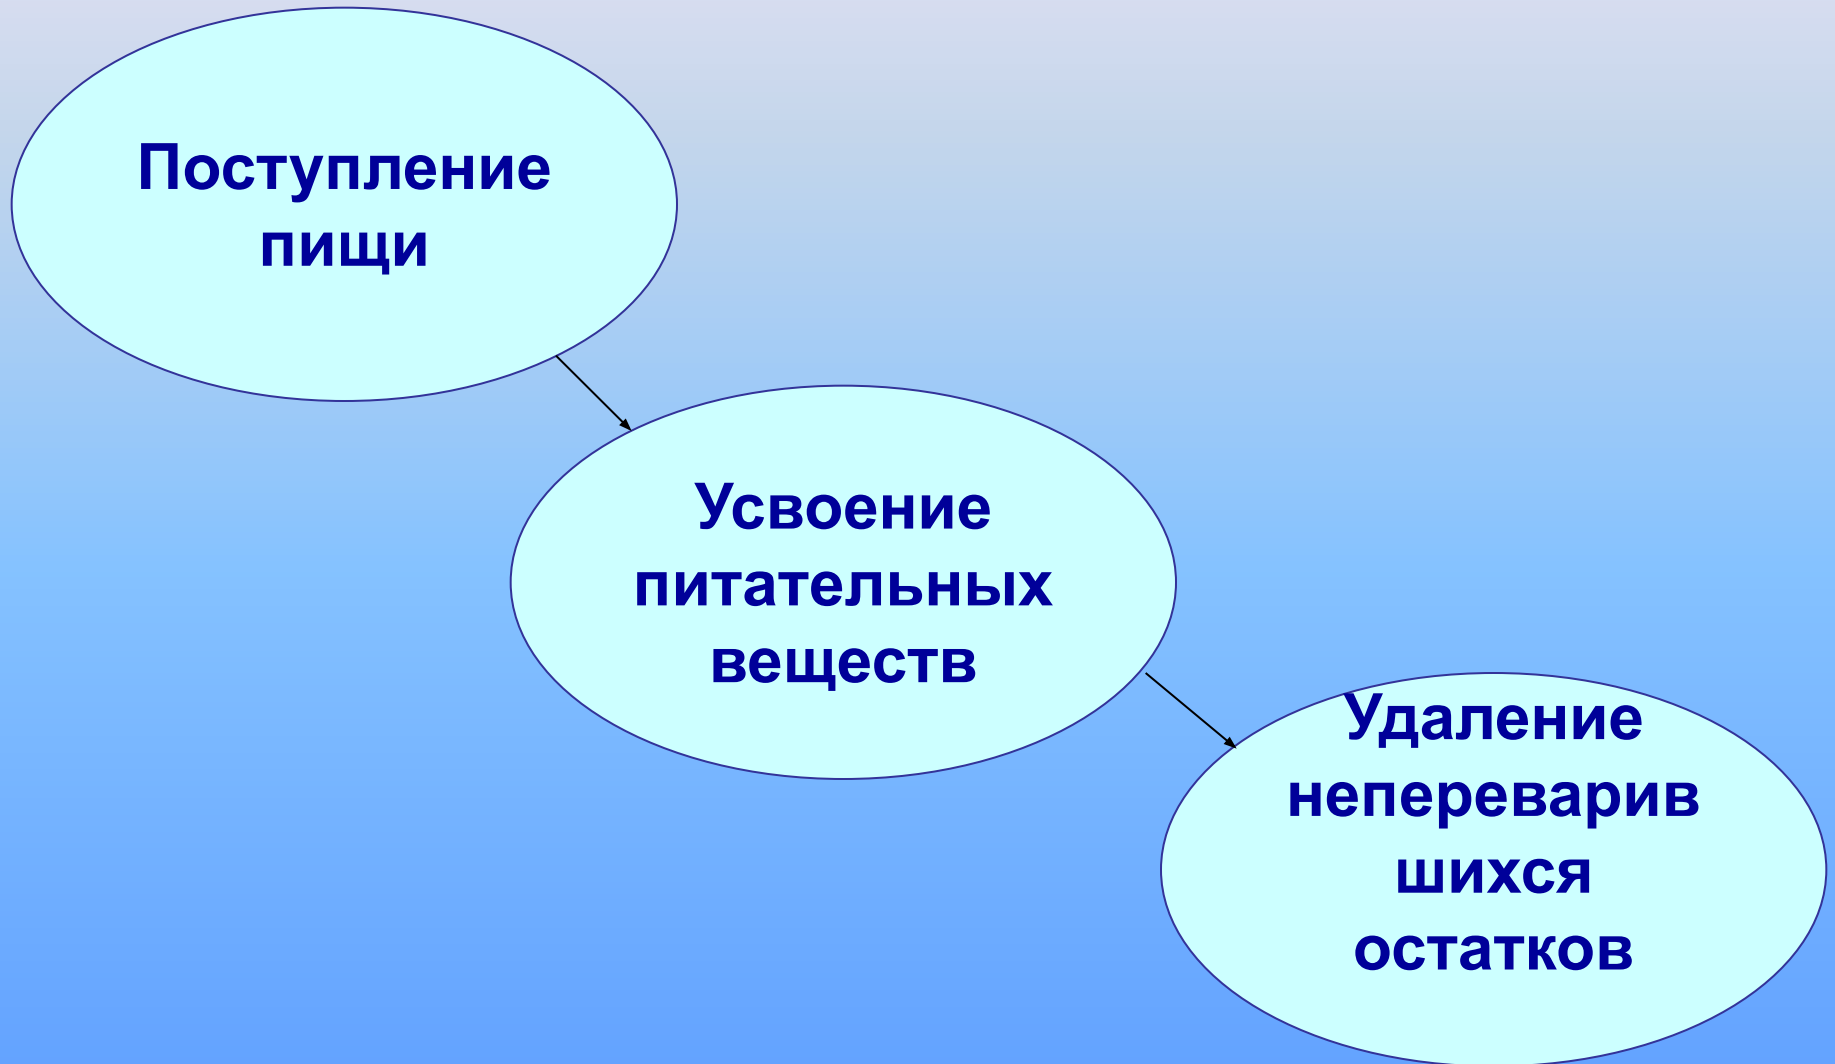 Поступление
пищи
Усвоение
питательных
веществ
Удаление
непереварив
шихся
остатков